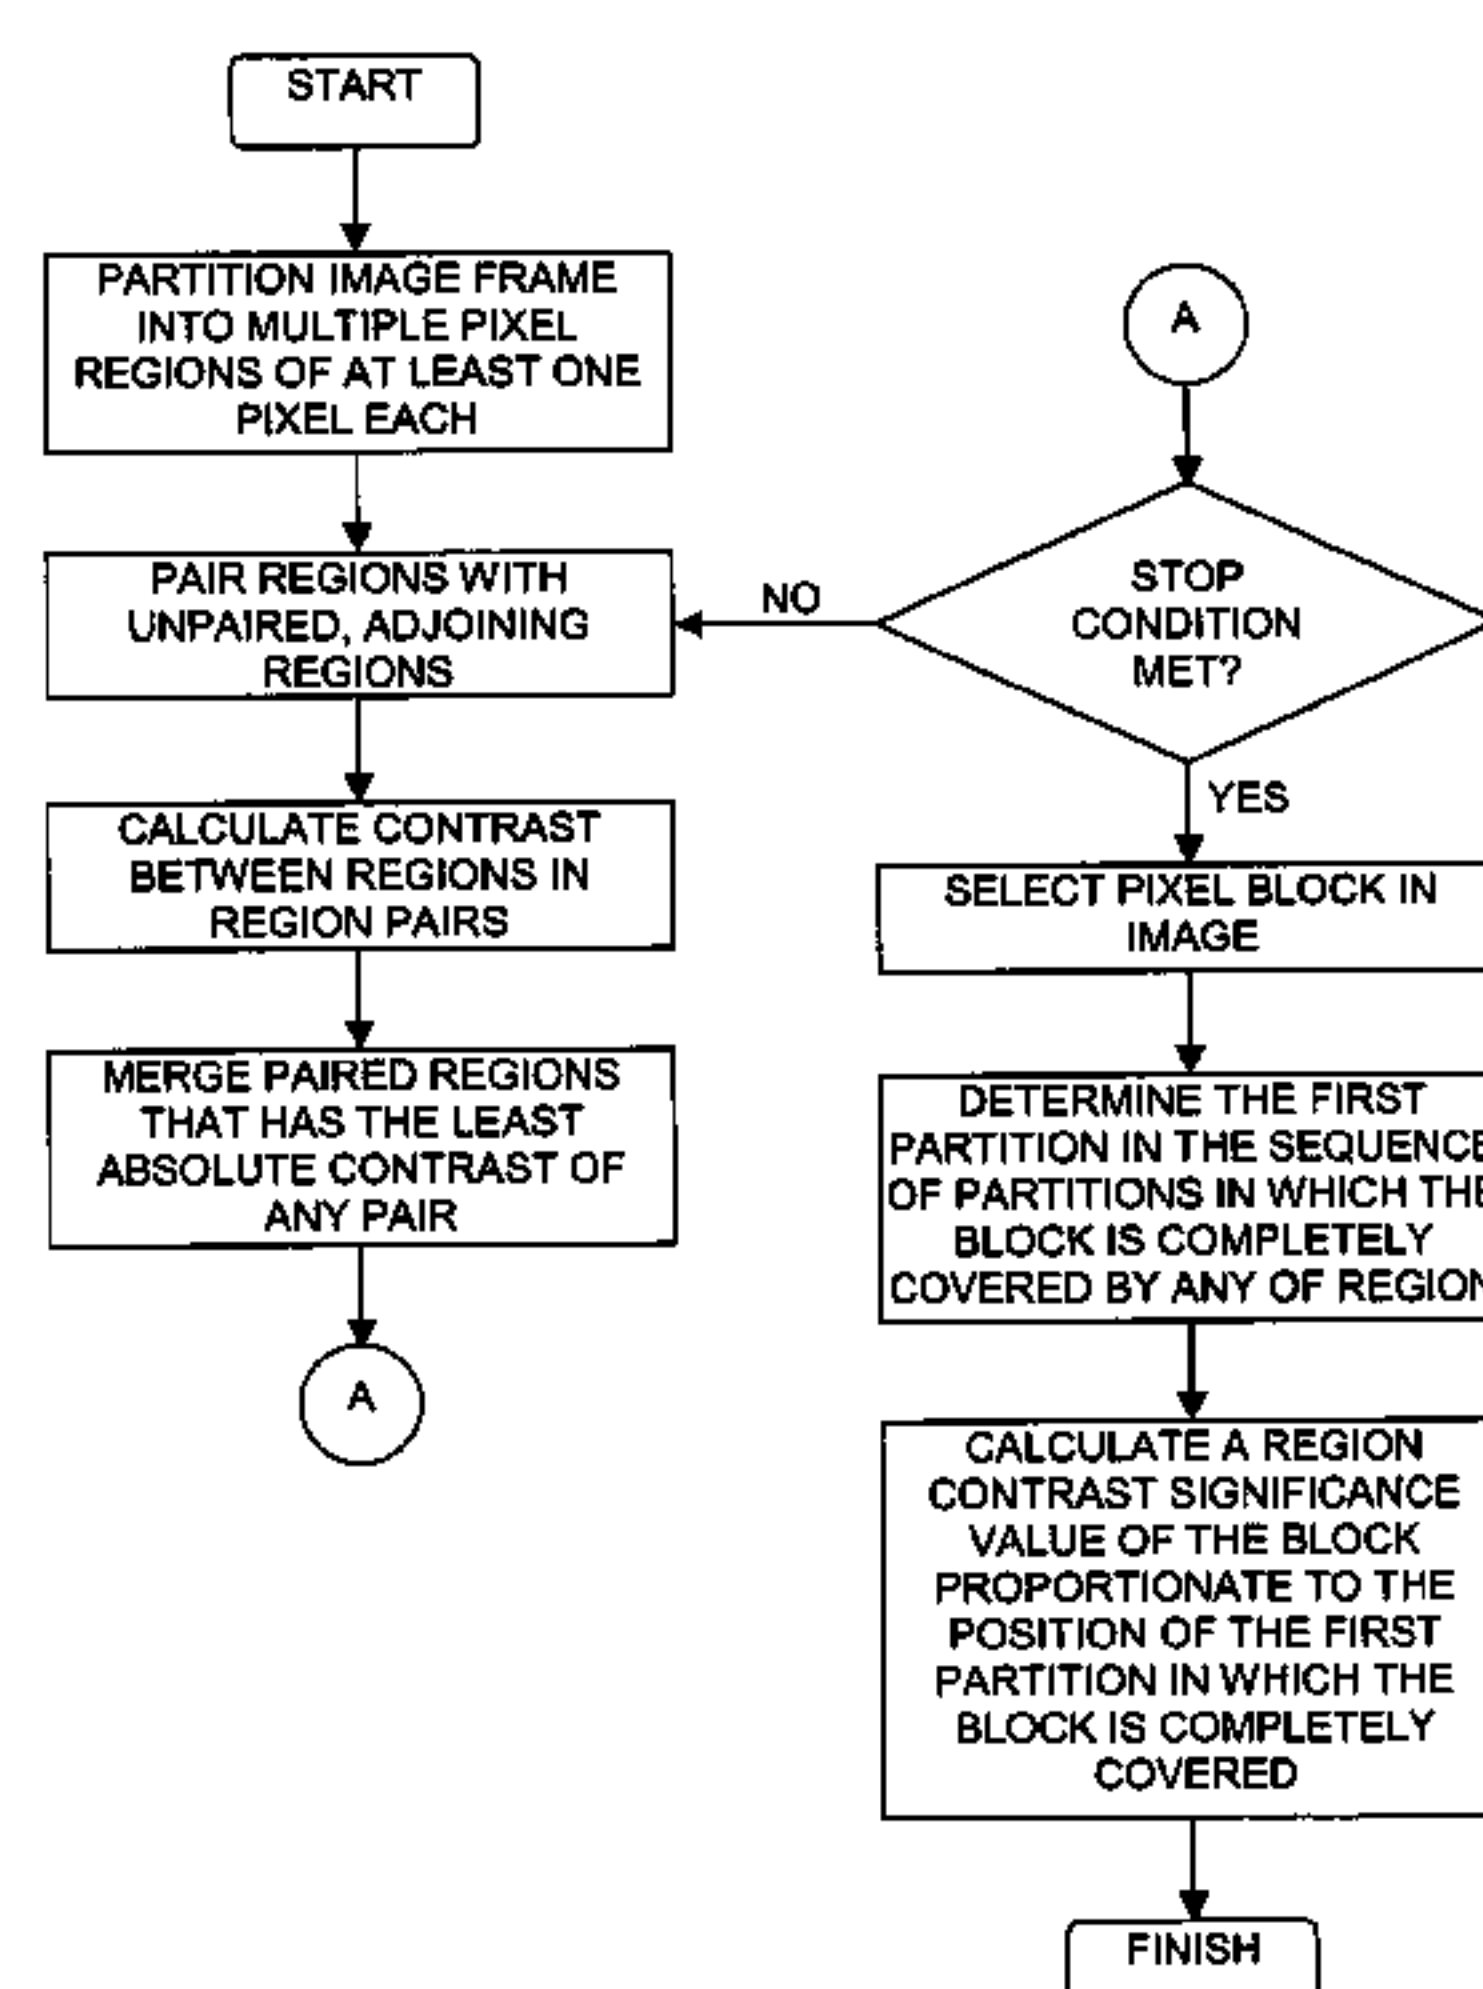 START
PARTITION IMAGE FRAME
INTO MULTIPLE PIXEL
REGIONS OF AT LEAST ONE
PIXEL EACH
PAIR REGIONS WITH
UNPAIRED, ADJOINING
REGIONS
CALCULATE CONTRAST
BETWEEN REGIONS IN
REGION PAIRS
MERGE PAIRED REGIONS
THAT HAS THE LEAST
ABSOLUTE CONTRAST OF
ANY PAIR
A
A
STOP
CONDITION
MET?
NO
YES
SELECT PIXEL BLOCK IN
IMAGE
DETERMINE THE FIRST
PARTITION IN THE SEQUENCE
OF PARTITIONS IN WHICH THE
BLOCK IS COMPLETELY
COVERED BY ANY OF REGION
CALCULATE A REGION
CONTRAST SIGNIFICANCE
VALUE OF THE BLOCK
PROPORTIONATE TO THE
POSITION OF THE FIRST
PARTITION IN WHICH THE
BLOCK IS COMPLETELY
COVERED
FINISH